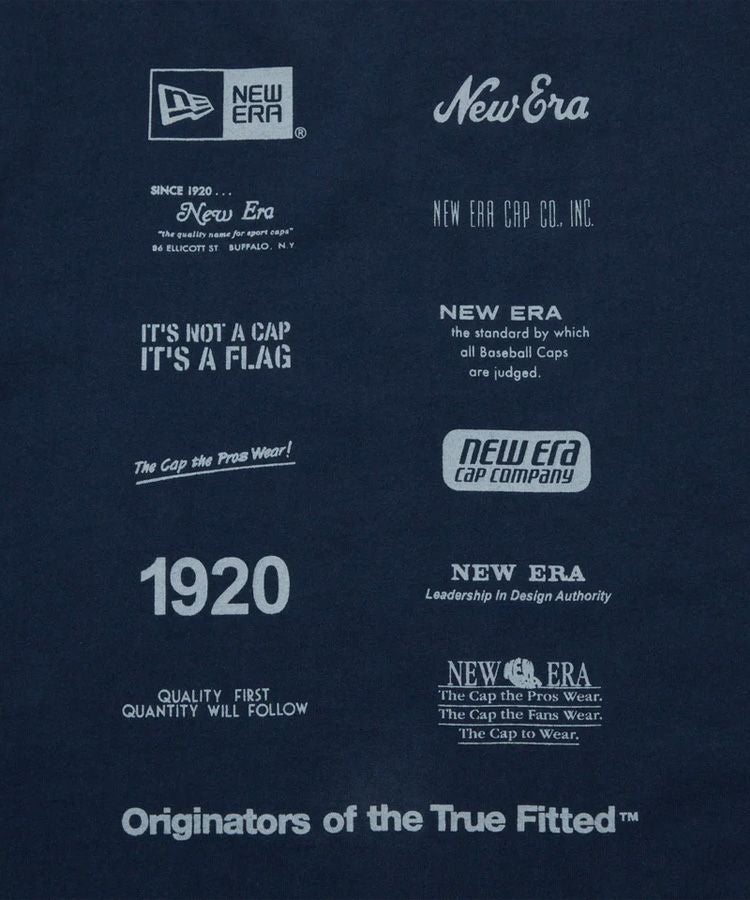 NEW
ERA
®
New Era
SINCE 1920...
New Era
"the quality name for sport caps"
86 ELLICOTT ST. BUFFALO, N.Y.
NEW ERA CAP CO., INC.
IT'S NOT A CAP
IT'S A FLAG
NEW ERA
the standard by which
all Baseball Caps
are judged.
The Cap the Pros Wear!
new era
cap company
1920
NEW ERA
Leadership In Design Authority
QUALITY FIRST
QUANTITY WILL FOLLOW
NEW ERA
The Cap the Pros Wear.
The Cap the Fans Wear.
The Cap to Wear.
Originators of the True Fitted™